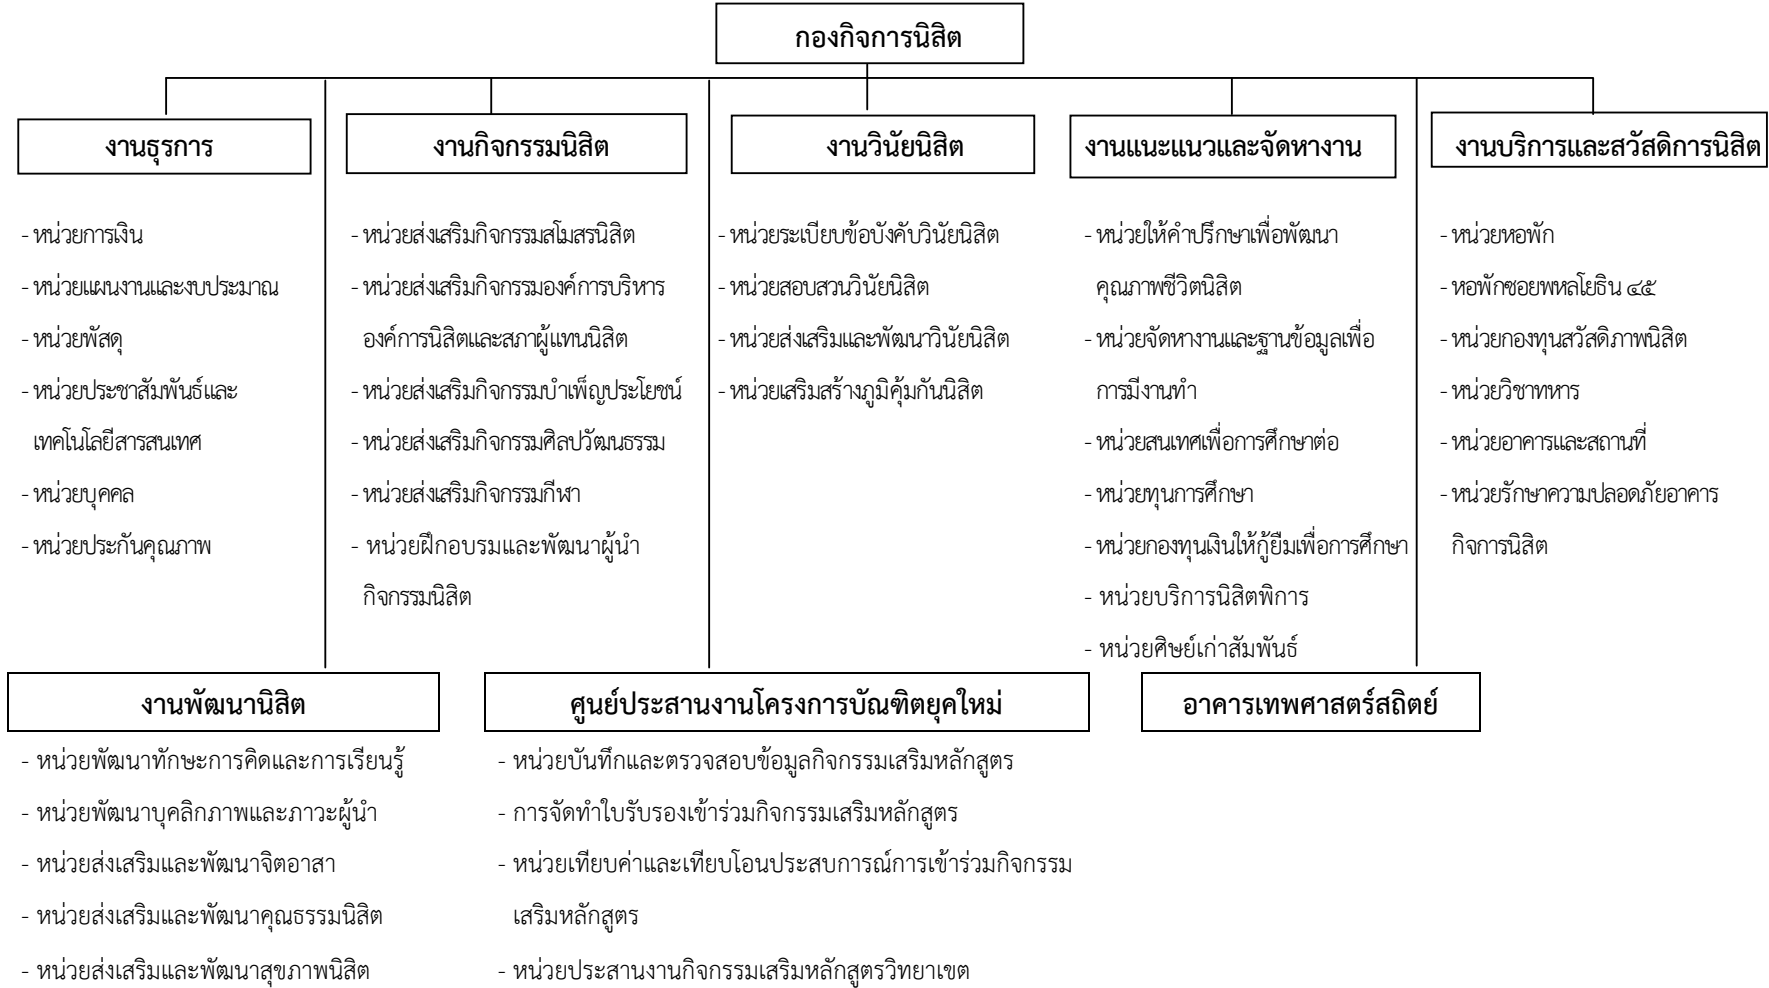 กองกิจการนิสิต
งานธุรการ
- หน่วยการเงิน
- หน่วยแผนงานและงบประมาณ
- หน่วยพัสดุ
- หน่วยประชาสัมพันธ์และ
เทคโนโลยีสารสนเทศ
- หน่วยบุคคล
- หน่วยประกันคุณภาพ
งานกิจกรรมนิสิต
- หน่วยส่งเสริมกิจกรรมสโมสรนิสิต
- หน่วยส่งเสริมกิจกรรมองค์การบริหาร
องค์การนิสิตและสภาผู้แทนนิสิต
- หน่วยส่งเสริมกิจกรรมบำเพ็ญประโยชน์
- หน่วยส่งเสริมกิจกรรมศิลปวัฒนธรรม
- หน่วยส่งเสริมกิจกรรมกีฬา
- หน่วยฝึกอบรมและพัฒนาผู้นำ
กิจกรรมนิสิต
งานวินัยนิสิต
- หน่วยระเบียบข้อบังคับวินัยนิสิต
- หน่วยสอบสวนวินัยนิสิต
- หน่วยส่งเสริมและพัฒนาวินัยนิสิต
- หน่วยเสริมสร้างภูมิคุ้มกันนิสิต
งานแนะแนวและจัดหางาน
- หน่วยให้คำปรึกษาเพื่อพัฒนา
คุณภาพชีวิตนิสิต
- หน่วยจัดหางานและฐานข้อมูลเพื่อ
การมีงานทำ
- หน่วยสนเทศเพื่อการศึกษาต่อ
- หน่วยทุนการศึกษา
- หน่วยกองทุนเงินให้กู้ยืมเพื่อการศึกษา
- หน่วยบริการนิสิตพิการ
- หน่วยศิษย์เก่าสัมพันธ์
งานบริการและสวัสดิการนิสิต
- หน่วยหอพัก
- หอพักซอยพหลโยธิน ๔๕
- หน่วยกองทุนสวัสดิภาพนิสิต
- หน่วยวิชาทหาร
- หน่วยอาคารและสถานที่
- หน่วยรักษาความปลอดภัยอาคาร
กิจการนิสิต
งานพัฒนานิสิต
- หน่วยพัฒนาทักษะการคิดและการเรียนรู้
- หน่วยพัฒนาบุคลิกภาพและภาวะผู้นำ
- หน่วยส่งเสริมและพัฒนาจิตอาสา
- หน่วยส่งเสริมและพัฒนาคุณธรรมนิสิต
- หน่วยส่งเสริมและพัฒนาสุขภาพนิสิต
ศูนย์ประสานงานโครงการบัณฑิตยุคใหม่
- หน่วยบันทึกและตรวจสอบข้อมูลกิจกรรมเสริมหลักสูตร
- การจัดทำใบรับรองเข้าร่วมกิจกรรมเสริมหลักสูตร
- หน่วยเทียบค่าและเทียบโอนประสบการณ์การเข้าร่วมกิจกรรม
เสริมหลักสูตร
- หน่วยประสานงานกิจกรรมเสริมหลักสูตรวิทยาเขต
อาคารเทพศาสตร์สถิตย์